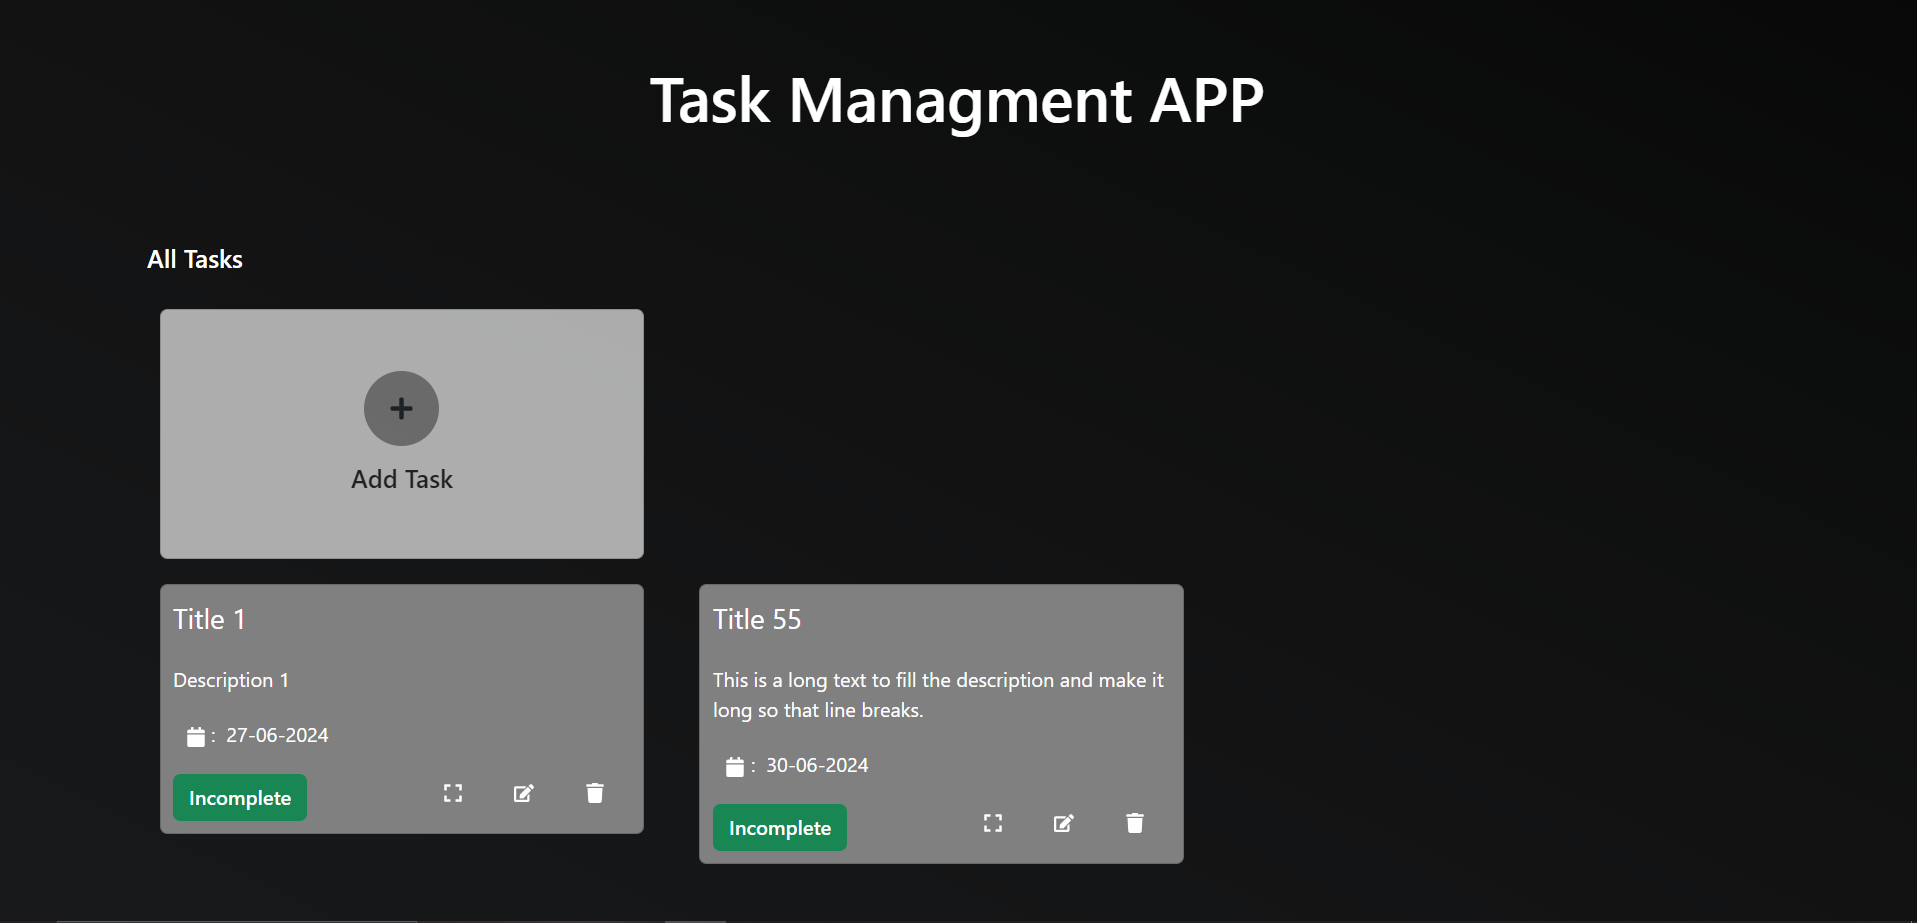 Task Managment APP
All Tasks
Add Task
Title 1
Description 1
: 27-06-2024
Incomplete
Title 55
This is a long text to fill the description and make it
long so that line breaks.
: 30-06-2024
Incomplete